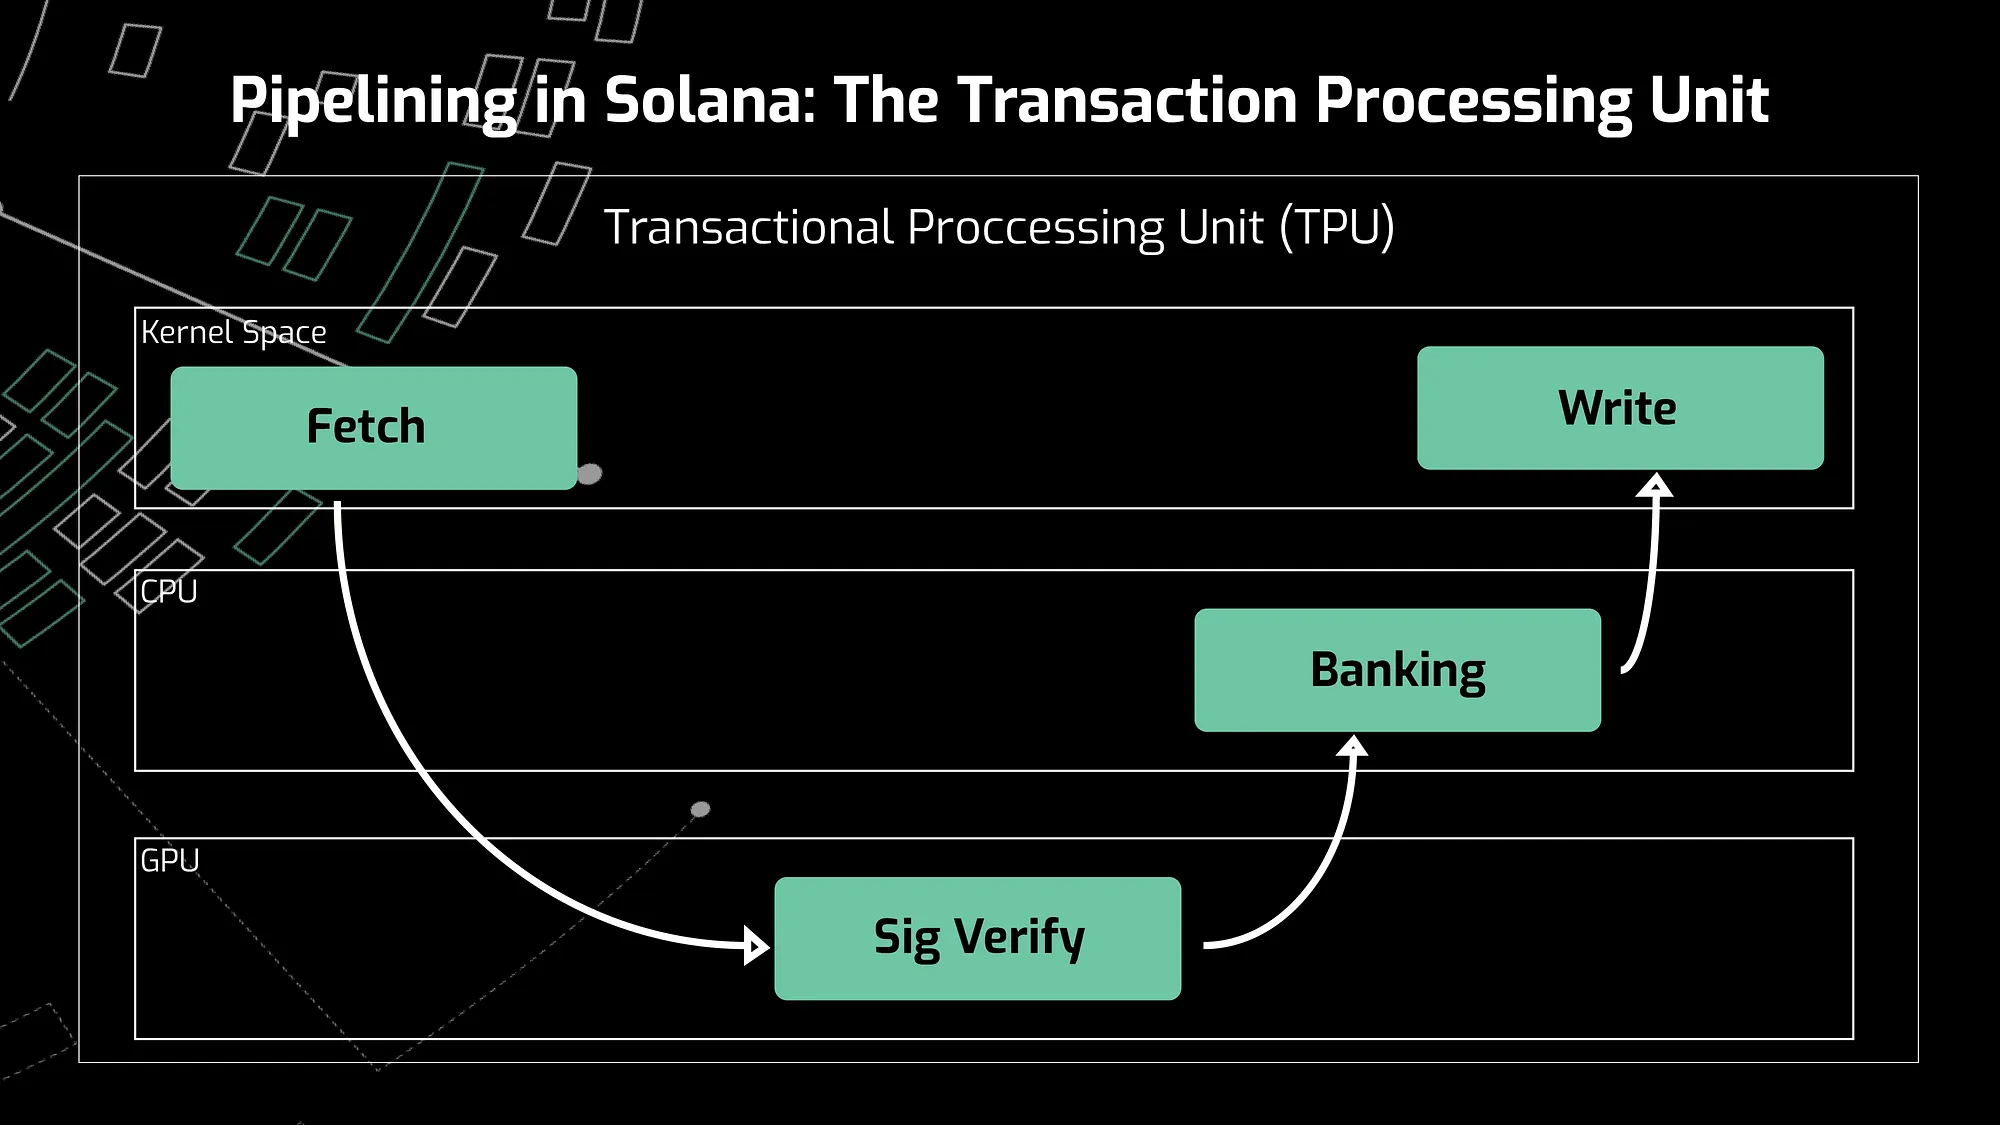 Pipelining in Solana: The Transaction Processing Unit
Transactional Proccessing Unit (TPU)
Kernel Space
Fetch
Write
CPU
Banking
GPU
Sig Verify